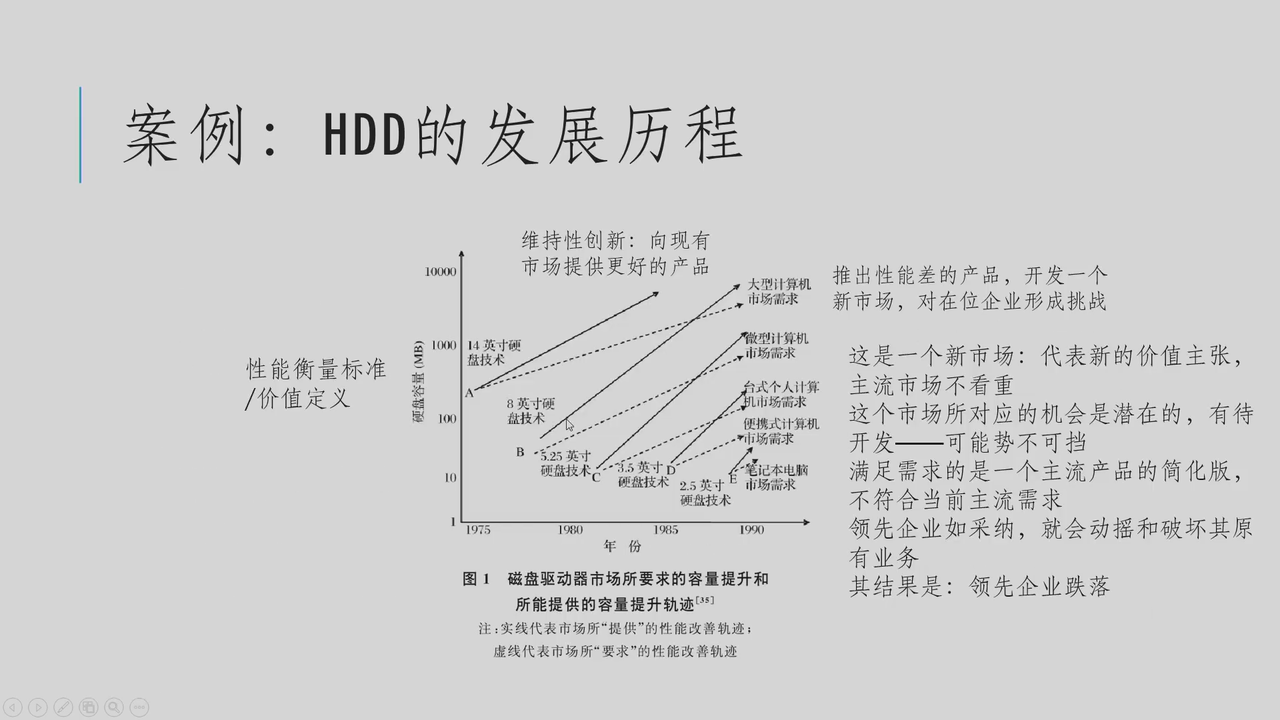 案例：HDD的发展历程
维持性创新：向现有
市场提供更好的产品
推出性能差的产品，开发一个
新市场，对在位企业形成挑战
性能衡量标准
/价值定义
硬盘容量 (MB)
10000
1000
100
10
1
14 英寸硬
盘技术
A
8 英寸硬
盘技术
B
5.25 英寸
硬盘技术
C
3.5 英寸
硬盘技术
D
2.5 英寸
硬盘技术
E
大型计算机
市场需求
微型计算机
市场需求
台式个人计算
机市场需求
便携式计算机
市场需求
笔记本电脑
市场需求
1975
1980
1985
1990
年 份
图 1 磁盘驱动器市场所要求的容量提升和
所能提供的容量提升轨迹[35]
注：实线代表市场所“提供”的性能改善轨迹；
虚线代表市场所“要求”的性能改善轨迹
这是一个新市场：代表新的价值主张，
主流市场不看重
这个市场所对应的机会是潜在的，有待
开发——可能势不可挡
满足需求的是一个主流产品的简化版，
不符合当前主流需求
领先企业如采纳，就会动摇和破坏其原
有业务
其结果是：领先企业跌落